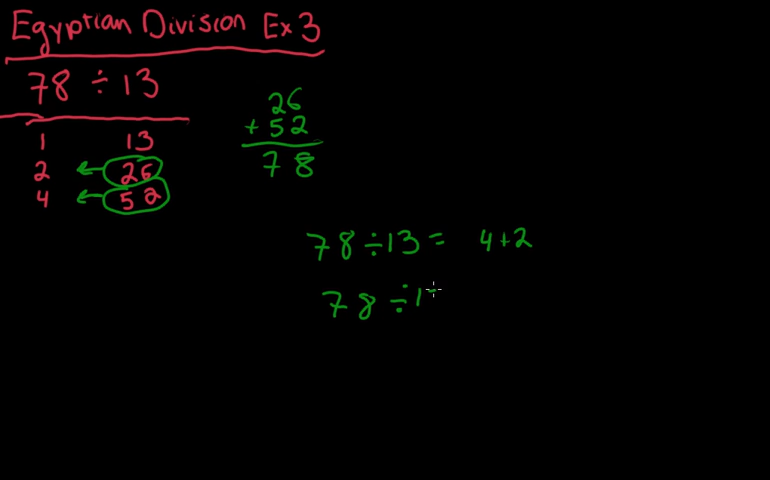 Egyptian Division Ex 3
78 ÷ 13
1 13
2 ← 26
4 ← 52
26
+ 52
78
78 ÷ 13 = 4+2
78 ÷ 1